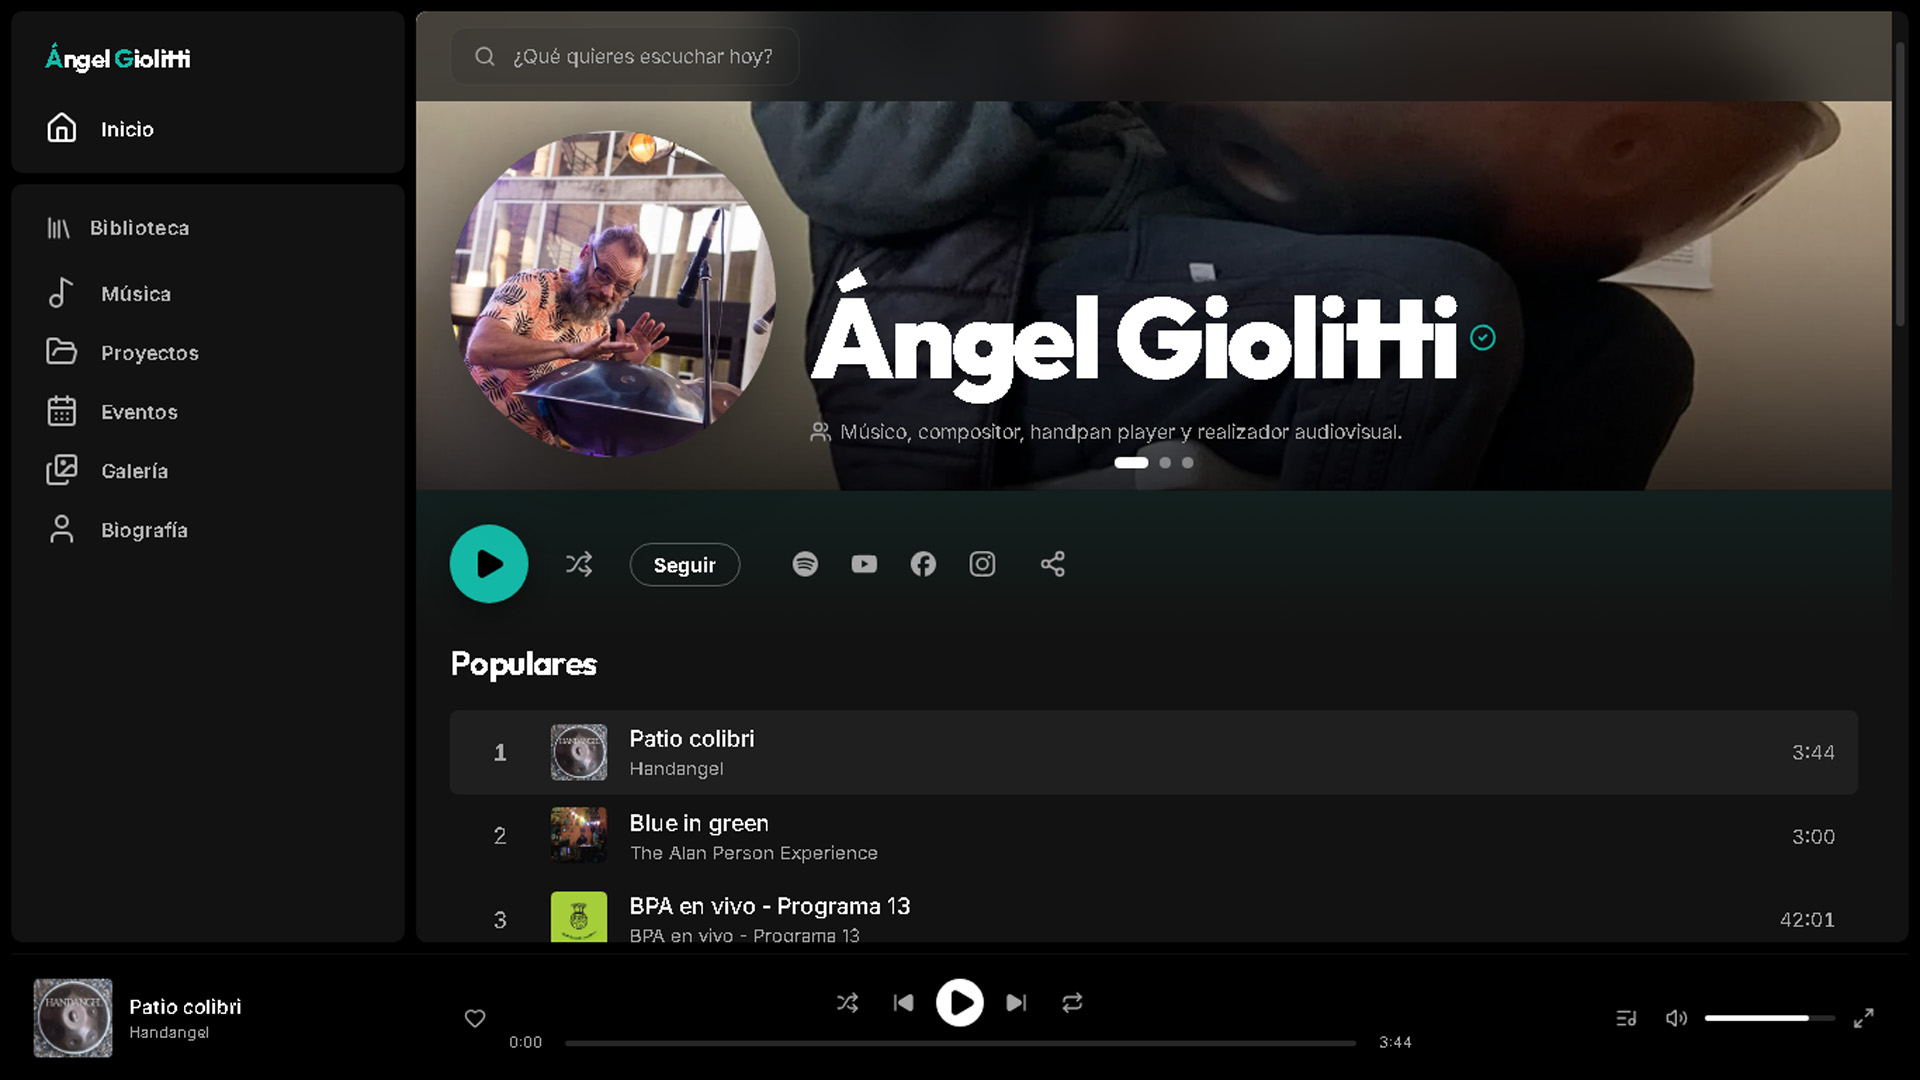 Ángel Giolitti
Inicio
Biblioteca
Música
Proyectos
Eventos
Galería
Biografía
¿Qué quieres escuchar hoy?
Ángel Giolitti
Músico, compositor, handpan player y realizador audiovisual.
Seguir
Populares
1
Patio colibri
Handangel
3:44
2
Blue in green
The Alan Person Experience
3:00
3
BPA en vivo - Programa 13
BPA en vivo - Programa 13
42:01
HANDANGEL
Patio colibri
Handangel
0:00
3:44